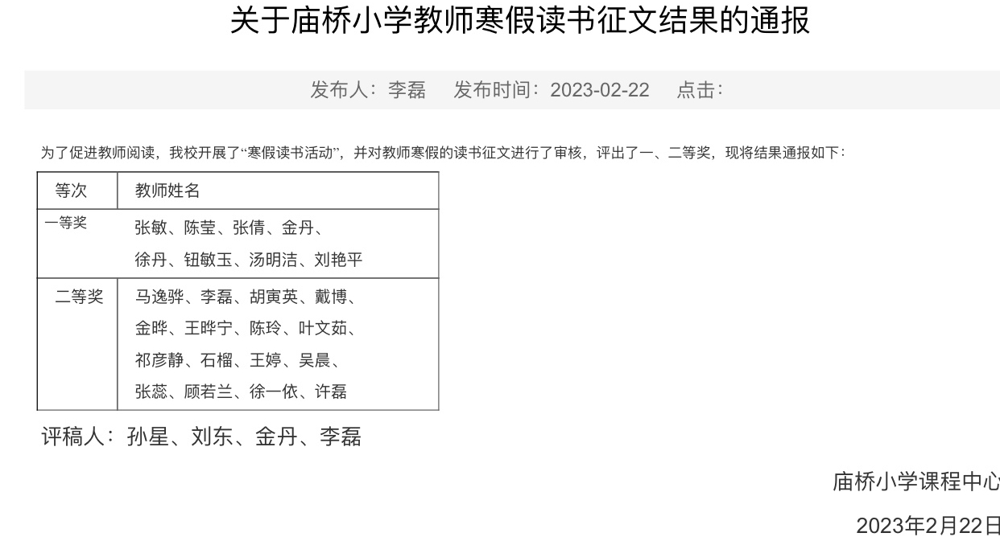 关于庙桥小学教师寒假读书征文结果的通报
发布人：李磊 发布时间：2023-02-22 点击：
为了促进教师阅读，我校开展了“寒假读书活动”，并对教师寒假的读书征文进行了审核，评出了一、二等奖，现将结果通报如下：
等次 教师姓名
一等奖 张敏、陈莹、张倩、金丹、
徐丹、钮敏玉、汤明洁、刘艳平
二等奖 马逸骅、李磊、胡寅英、戴博、
金晔、王晔宁、陈玲、叶文茹、
祁彦静、石榴、王婷、吴晨、
张蕊、顾若兰、徐一依、许磊
评稿人：孙星、刘东、金丹、李磊
庙桥小学课程中心
2023年2月22日